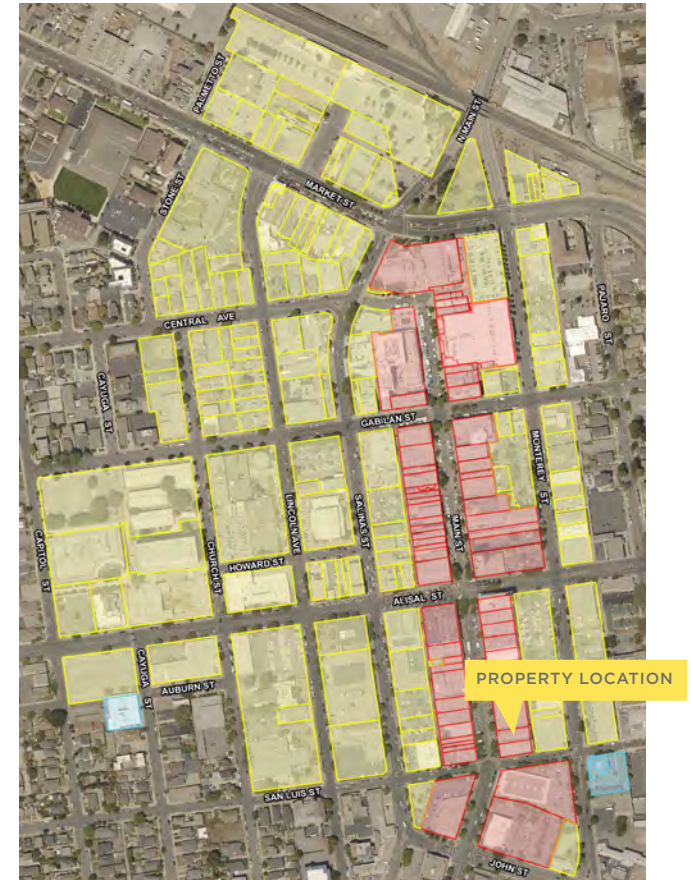 PALMETTO ST
N MAIN ST
MARKET ST
STONE ST
PAJARO ST
CENTRAL AVE
CAYUGA ST
GABILAN ST
MONTEREY ST
LINCOLN AVE
SALINAS ST
MAIN ST
CAPITOL ST
CHURCH ST
HOWARD ST
ALISAL ST
PROPERTY LOCATION
CAYUGA ST
AUBURN ST
SAN LUIS ST
JOHN ST